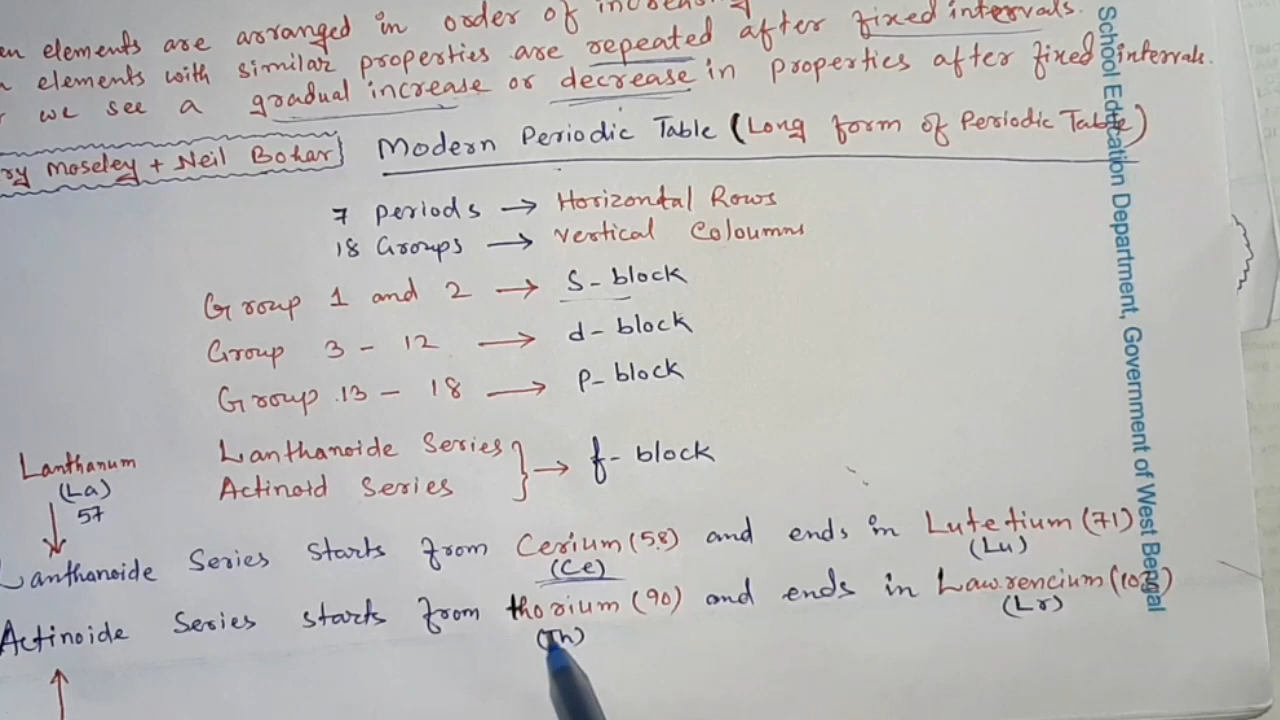 en elements are arranged in order of
elements with similar properties are repeated after fixed intervals.
we see a gradual increase or decrease in properties after fixed intervals.
ry Moseley + Neil Bohar] Modern Periodic Table (Long form of Periodic Table)
7 periods → Horizontal Rows
18 Groups → Vertical Coloumns
Group 1 and 2 → S-block
Group 3 - 12 → d-block
Group 13 - 18 → P-block
Lanthanum
(La)
57
Lanthanoide Series
Actinoid Series } → f-block
Lanthanoide Series Starts from Cerium (58) and ends in Lutetium (71)
(Ce) (Lu)
Actinoide Series starts from thorium (90) and ends in Lawrencium (103)
(Th) (Lr)
School Education Department, Government of West Bengal